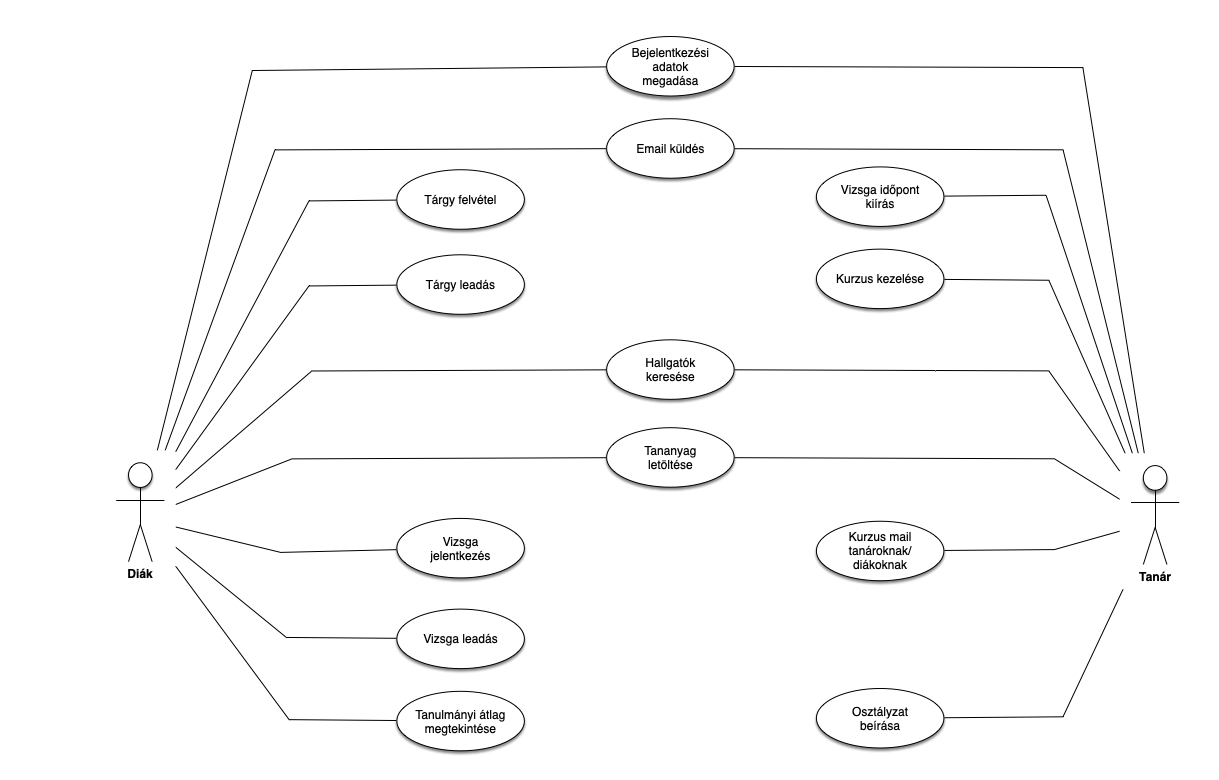 Bejelentkezési
adatok
megadása
Email küldés
Tárgy felvétel
Vizsga időpont
kiírás
Tárgy leadás
Kurzus kezelése
Hallgatók
keresése
Tananyag
letöltése
Diák
Tanár
Vizsga
jelentkezés
Kurzus mail
tanároknak/
diákoknak
Vizsga leadás
Tanulmányi átlag
megtekintése
Osztályzat
beírása